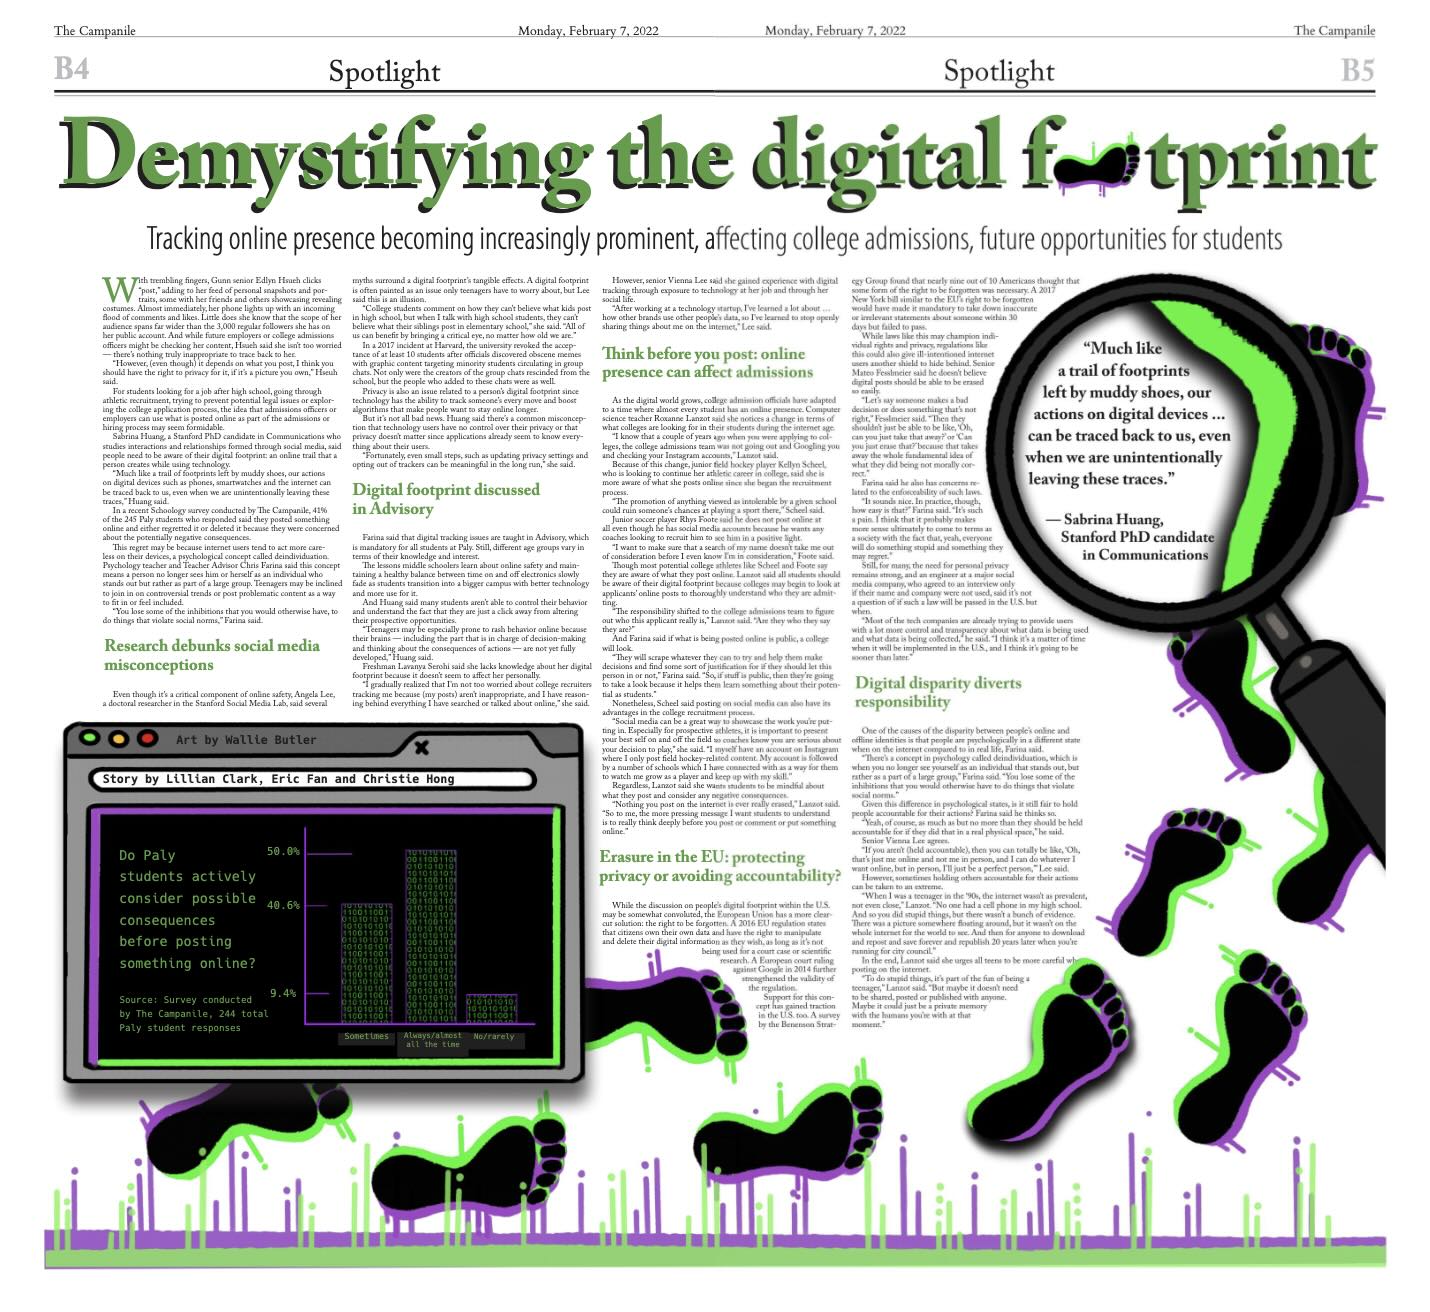 The Campanile
Monday, February 7, 2022
Monday, February 7, 2022
The Campanile
B4
Spotlight
Spotlight
B5
Demystifying the digital footprint
Tracking online presence becoming increasingly prominent, affecting college admissions, future opportunities for students
With trembling fingers, Gunn senior Edlyn Hsueh clicks
“post,” adding to her feed of personal snapshots and por-
traits, some with her friends and others showcasing revealing
costumes. Almost immediately, her phone lights up with an incoming
flood of comments and likes. Little does she know that the scope of her
audience spans far wider than the 3,000 regular followers she has on
her public account. And while future employers or college admissions
officers might be checking her content, Hsueh said she isn’t too worried
— there’s nothing truly inappropriate to trace back to her.
“However, (even though) it depends on what you post, I think you
should have the right to privacy for it, if it’s a picture you own,” Hseuh
said.
For students looking for a job after high school, going through
athletic recruitment, trying to prevent potential legal issues or explor-
ing the college application process, the idea that admissions officers or
employers can use what is posted online as part of the admissions or
hiring process may seem formidable.
Sabrina Huang, a Stanford PhD candidate in Communications who
studies interactions and relationships formed through social media, said
people need to be aware of their digital footprint: an online trail that a
person creates while using technology.
“Much like a trail of footprints left by muddy shoes, our actions
on digital devices such as phones, smartwatches and the internet can
be traced back to us, even when we are unintentionally leaving these
traces,” Huang said.
In a recent Schoology survey conducted by The Campanile, 41%
of the 245 Paly students who responded said they posted something
online and either regretted it or deleted it because they were concerned
about the potential negative consequences.
This regret may be because internet users tend to act more care-
less on their devices, a psychological concept called deindividuation.
Psychology teacher and Teacher Advisor Chris Farina said this concept
means a person no longer sees him or herself as an individual who
stands out but rather as part of a large group. Teenagers may be inclined
to join in on controversial trends or post problematic content as a way
to fit in or feel included.
“You lose some of the inhibitions that you would otherwise have, to
do things that violate social norms,” Farina said.
Research debunks social media
misconceptions
Even though it’s a critical component of online safety, Angela Lee,
a doctoral researcher in the Stanford Social Media Lab, said several
myths surround a digital footprint’s tangible effects. A digital footprint
is often painted as an issue only teenagers have to worry about, but Lee
said this is an illusion.
“College students comment on how they can’t believe what kids post
in high school, but when I talk with high school students, they can’t
believe what their siblings post in elementary school,” she said. “All of
us can benefit by bringing a critical eye, no matter how old we are.”
In a 2017 incident at Harvard, the university revoked the accep-
tance of at least 10 students after officials discovered obscene memes
with graphic content targeting minority students circulating in group
chats. Not only were the creators of the group chats rescinded from the
school, but the people who added to these chats were as well.
Privacy is also an issue related to a person’s digital footprint since
technology has the ability to track someone’s every move and boost
algorithms that make people want to stay online longer.
But it’s not all bad news. Huang said there’s a common misconcep-
tion that technology users have no control over their privacy or that
privacy doesn’t matter since applications already seem to know every-
thing about their users.
“Fortunately, even small steps, such as updating privacy settings and
opting out of trackers can be meaningful in the long run,” she said.
Digital footprint discussed
in Advisory
Farina said that digital tracking issues are taught in Advisory, which
is mandatory for all students at Paly. Still, different age groups vary in
terms of their knowledge and interest.
The lessons middle schoolers learn about online safety and main-
taining a healthy balance between time on and off electronics slowly
fade as students transition into a bigger campus with better technology
and more use for it.
And Huang said many students aren’t able to control their behavior
and understand the fact that they are just a click away from altering
their prospective opportunities.
“Teenagers may be especially prone to rash behavior online because
their brains — including the part that is in charge of decision-making
and thinking about the consequences of actions — are not yet fully
developed,” Huang said.
Freshman Lavanya Serohi said she lacks knowledge about her digital
footprint because it doesn’t seem to affect her personally.
“I gradually realized that I’m not too worried about college recruiters
tracking me because (my posts) aren’t inappropriate, and I have reason-
ing behind everything I have searched or talked about online,” she said.
However, senior Vienna Lee said she gained experience with digital
tracking through exposure to technology at her job and through her
social life.
“After working at a technology startup, I’ve learned a lot about …
how other brands use other people’s data, so I’ve learned to stop openly
sharing things about me on the internet,” Lee said.
Think before you post: online
presence can affect admissions
As the digital world grows, college admission officials have adapted
to a time where almost every student has an online presence. Computer
science teacher Roxanne Lanzot said she notices a change in terms of
what colleges are looking for in their students during the internet age.
“I know that a couple of years ago when you were applying to col-
leges, the college admissions team was not going out and Googling you
and checking your Instagram accounts,” Lanzot said.
Because of this change, junior field hockey player Kellyn Scheel,
who is looking to continue her athletic career in college, said she is
more aware of what she posts online since she began the recruitment
process.
“The promotion of anything viewed as intolerable by a given school
could ruin someone’s chances at playing a sport there,” Scheel said.
Junior soccer player Rhys Foote said he does not post online at
all even though he has social media accounts because he wants any
coaches looking to recruit him to see him in a positive light.
“I want to make sure that a search of my name doesn’t take me out
of consideration before I even know I’m in consideration,” Foote said.
Though most potential college athletes like Scheel and Foote say
they are aware of what they post online. Lanzot said all students should
be aware of their digital footprint because colleges may begin to look at
applicants’ online posts to thoroughly understand who they are admit-
ting.
“The responsibility shifted to the college admissions team to figure
out who this applicant really is,” Lanzot said. “Are they who they say
they are?”
And Farina said if what is being posted online is public, a college
will look.
“They will scrape whatever they can to try and help them make
decisions and find some sort of justification for if they should let this
person in or not,” Farina said. “So, if stuff is public, then they’re going
to take a look because it helps them learn something about their poten-
tial as students.”
Nonetheless, Scheel said posting on social media can also have its
advantages in the college recruitment process.
“Social media can be a great way to showcase the work you’re put-
ting in. Especially for prospective athletes, it is important to present
your best self on and off the field so coaches know you are serious about
your decision to play,” she said. “I myself have an account on Instagram
where I only post field hockey-related content. My account is followed
by a number of schools which I have connected with as a way for them
to watch me grow as a player and keep up with my skill.”
Regardless, Lanzot said she wants students to be mindful about
what they post and consider any negative consequences.
“Nothing you post on the internet is ever really erased,” Lanzot said.
“So to me, the more pressing message I want students to understand
is to really think deeply before you post or comment or put something
online.”
Erasure in the EU: protecting
privacy or avoiding accountability?
While the discussion on people’s digital footprint within the U.S.
may be somewhat convoluted, the European Union has a more clear-
cut solution: the right to be forgotten. A 2016 EU regulation states
that citizens own their own data and have the right to manipulate
and delete their digital information as they wish, as long as it’s not
being used for a court case or scientific
research. A European court ruling
against Google in 2014 further
strengthened the validity of
the regulation.
Support for this con-
cept has gained traction
in the U.S. too. A survey
by the Benenson Strat-
egy Group found that nearly nine out of 10 Americans thought that
some form of the right to be forgotten was necessary. A 2017
New York bill similar to the EU’s right to be forgotten
would have made it mandatory to take down inaccurate
or irrelevant statements about someone within 30
days but failed to pass.
While laws like this may champion indi-
vidual rights and privacy, regulations like
this could also give ill-intentioned internet
users another shield to hide behind. Senior
Mateo Fesslmeier said he doesn’t believe
digital posts should be able to be erased
so easily.
“Let’s say someone makes a bad
decision or does something that’s not
right,” Fesslmeier said. “Then they
shouldn’t just be able to be like, ‘Oh,
can you just take that away?’ or ‘Can
you just erase that?’ because that takes
away the whole fundamental idea of
what they did being not morally cor-
rect.”
Farina said he also has concerns re-
lated to the enforceability of such laws.
“It sounds nice. In practice, though,
how easy is that?” Farina said. “It’s such
a pain. I think that it probably makes
more sense ultimately to come to terms as
a society with the fact that, yeah, everyone
will do something stupid and something they
may regret.”
Still, for many, the need for personal privacy
remains strong, and an engineer at a major social
media company, who agreed to an interview only
if their name and company were not used, said it’s not
a question of if such a law will be passed in the U.S. but
when.
“Most of the tech companies are already trying to provide users
with a lot more control and transparency about what data is being used
and what data is being collected,” he said. “I think it’s a matter of time
when it will be implemented in the U.S., and I think it’s going to be
sooner than later.”
Digital disparity diverts
responsibility
One of the causes of the disparity between people’s online and
offline identities is that people are psychologically in a different state
when on the internet compared to in real life, Farina said.
“There’s a concept in psychology called deindividuation, which is
when you no longer see yourself as an individual that stands out, but
rather as a part of a large group,” Farina said. “You lose some of the
inhibitions that you would otherwise have to do things that violate
social norms.”
Given this difference in psychological states, is it still fair to hold
people accountable for their actions? Farina said he thinks so.
“Yeah, of course, as much as but no more than they should be held
accountable for if they did that in a real physical space,” he said.
Senior Vienna Lee agrees.
“If you aren’t (held accountable), then you can totally be like, ‘Oh,
that’s just me online and not me in person, and I can do whatever I
want online, but in person, I’ll just be a perfect person,’” Lee said.
However, sometimes holding others accountable for their actions
can be taken to an extreme.
“When I was a teenager in the ’90s, the internet wasn’t as prevalent,
not even close,” Lanzot. “No one had a cell phone in my high school.
And so you did stupid things, but there wasn’t a bunch of evidence.
There was a picture somewhere floating around, but it wasn’t on the
whole internet for the world to see. And then for anyone to download
and repost and save forever and republish 20 years later when you’re
running for city council.”
In the end, Lanzot said she urges all teens to be more careful when
posting on the internet.
“To do stupid things, it’s part of the fun of being a
teenager,” Lanzot said. “But maybe it doesn’t need
to be shared, posted or published with anyone.
Maybe it could just be a private memory
with the humans you’re with at that
moment.”
“Much like
a trail of footprints
left by muddy shoes, our
actions on digital devices ...
can be traced back to us, even
when we are unintentionally
leaving these traces.”
— Sabrina Huang,
Stanford PhD candidate
in Communications
Art by Wallie Butler
Story by Lillian Clark, Eric Fan and Christie Hong
Do Paly
students actively
consider possible
consequences
before posting
something online?
Source: Survey conducted
by The Campanile, 244 total
Paly student responses
50.0%
40.6%
9.4%
Sometimes
Always/almost
all the time
No/rarely